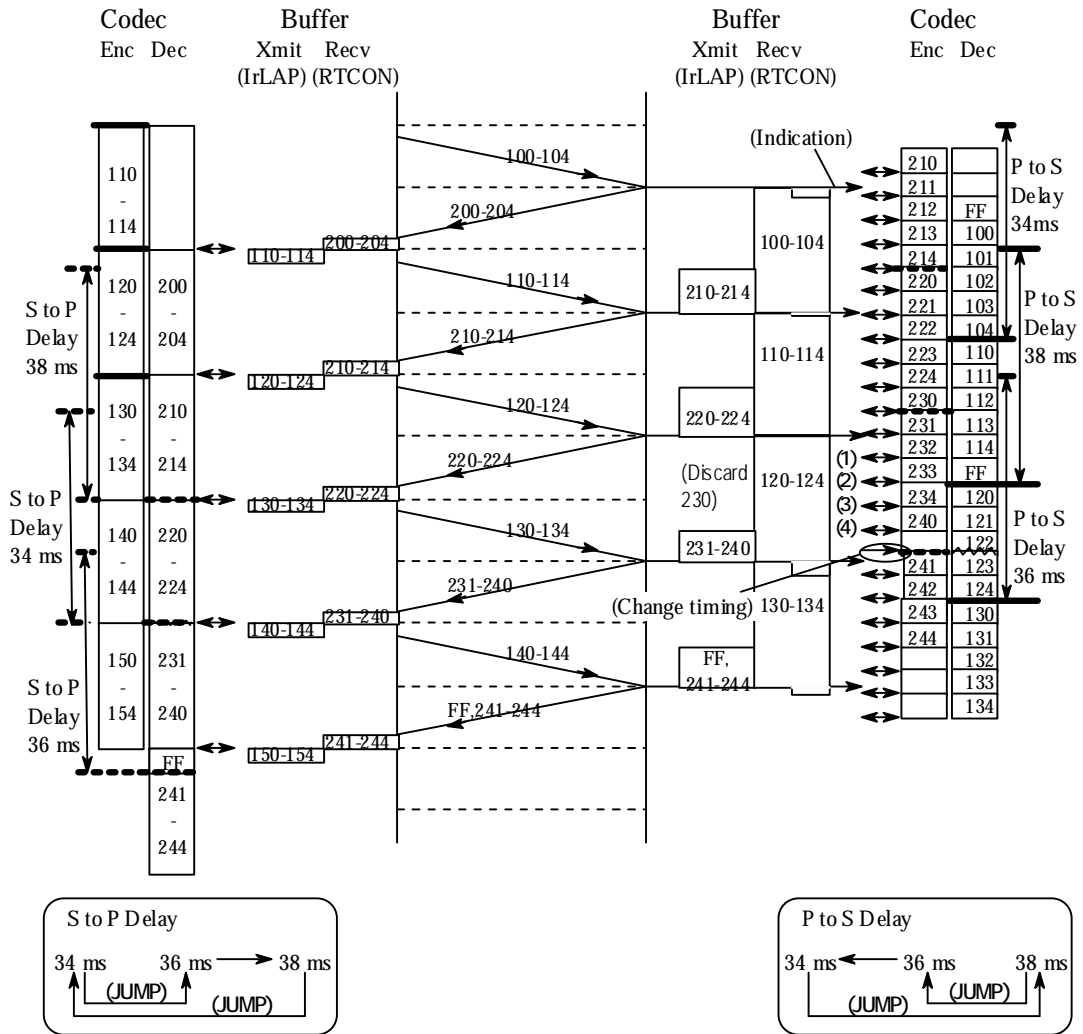 Codec
Enc Dec
Buffer
Xmit Recv
(IrLAP) (RTCON)
Buffer
Xmit Recv
(IrLAP) (RTCON)
Codec
Enc Dec
110
-
114
120
-
124
130
-
134
140
-
144
150
-
154
200
-
204
210
-
214
220
-
224
231
-
240
FF
241
-
244
S to P
Delay
38 ms
S to P
Delay
34 ms
S to P
Delay
36 ms
200-204
110-114
210-214
120-124
220-224
130-134
231-240
140-144
241-244
150-154
100-104
200-204
110-114
210-214
120-124
220-224
130-134
231-240
140-144
FF,241-244
(Indication)
100-104
210-214
110-114
220-224
(Discard
230)
120-124
231-240
(Change timing)
130-134
FF,
241-244
(1)
(2)
(3)
(4)
210
211
212
213
214
220
221
222
223
224
230
231
232
233
234
240
241
242
243
244
FF
100
101
102
103
104
110
111
112
113
114
FF
120
121
122
123
124
130
131
132
133
134
P to S
Delay
34ms
P to S
Delay
38 ms
P to S
Delay
36 ms
S to P Delay
34 ms 36 ms 38 ms
(JUMP)
(JUMP)
P to S Delay
34 ms 36 ms 38 ms
(JUMP)
(JUMP)